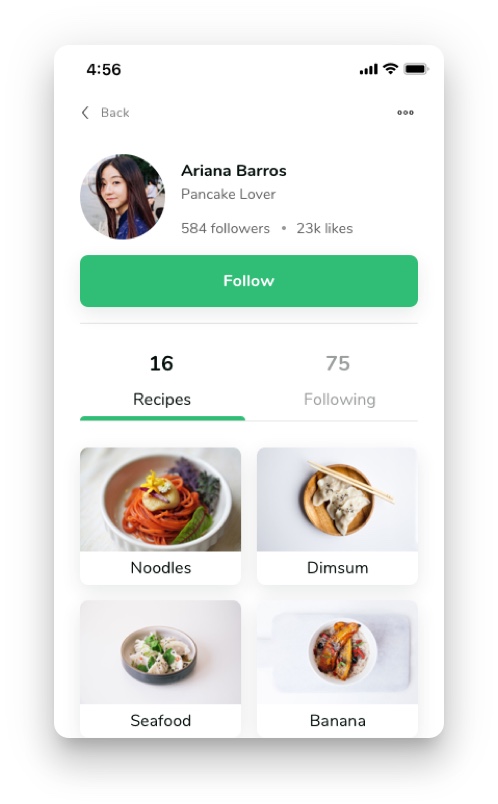 4:56
Back
Ariana Barros
Pancake Lover
584 followers • 23k likes
Follow
16 75
Recipes Following
Noodles Dimsum
Seafood Banana